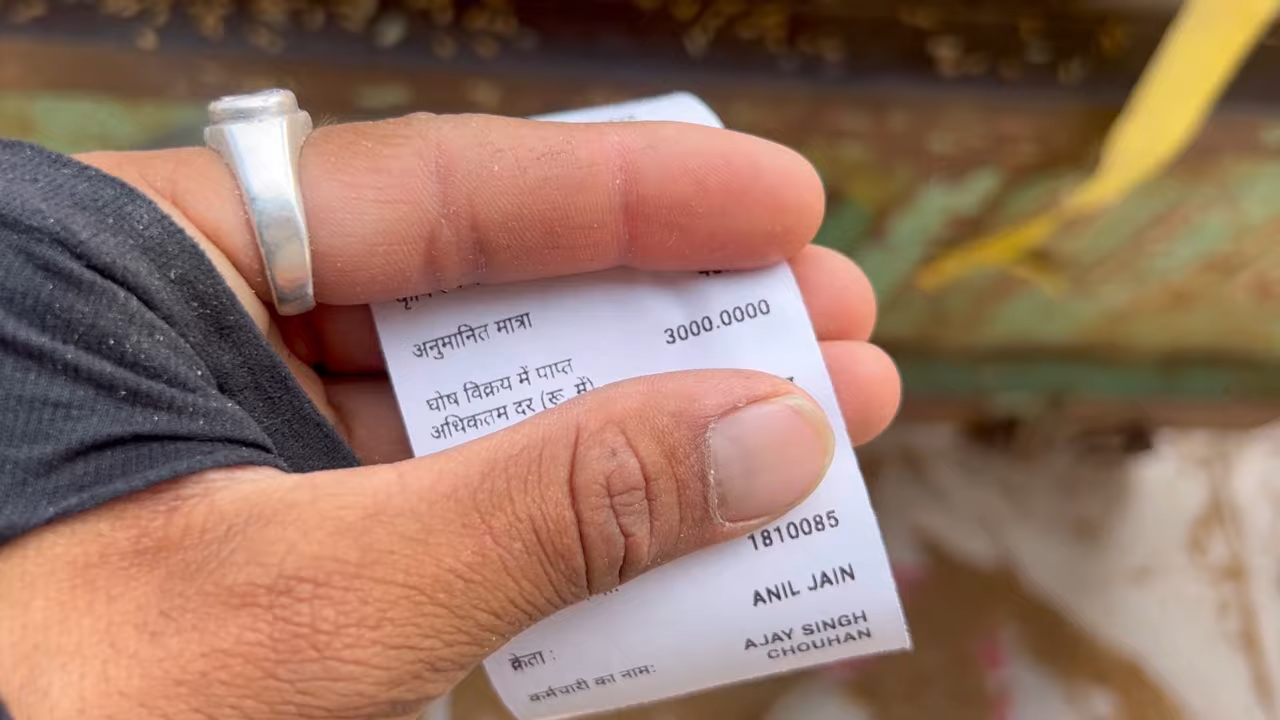 अनुमानित मात्रा 3000.0000
घोष विक्रय में पाप्त
अधिकतम दर (रू. में)
1810085
ANIL JAIN
क्रेता : AJAY SINGH
CHOUHAN
कर्मचारी का नाम: